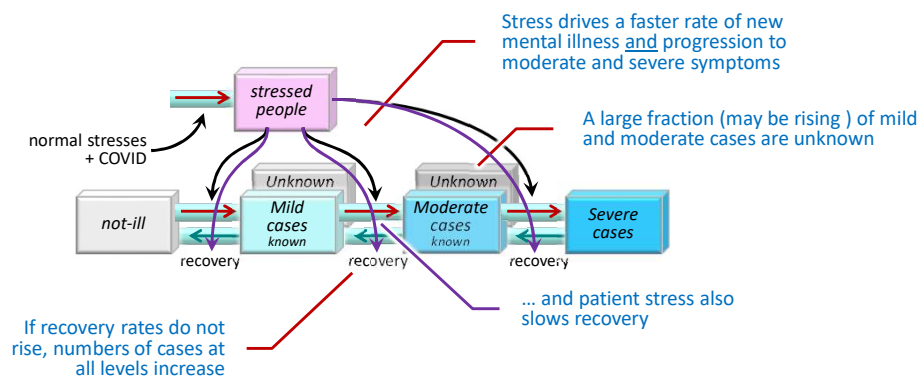 Stress drives a faster rate of new
mental illness and progression to
moderate and severe symptoms
stressed
people
A large fraction (may be rising ) of mild
and moderate cases are unknown
normal stresses
+ COVID
Unknown
Unknown
not-ill
Mild
cases
known
Moderate
cases
known
Severe
cases
recovery
recovery
recovery
... and patient stress also
slows recovery
If recovery rates do not
rise, numbers of cases at
all levels increase